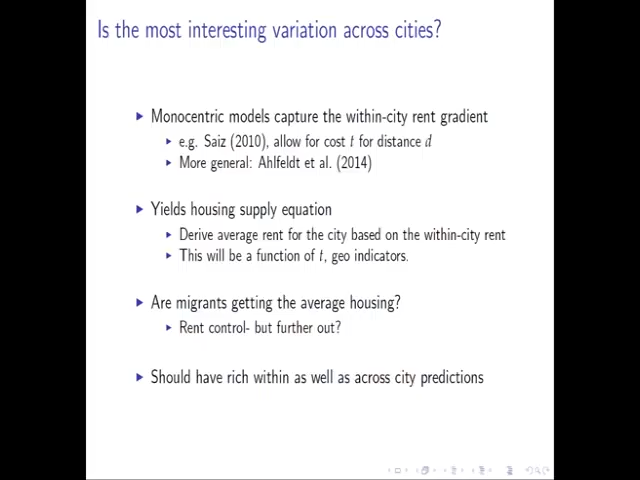 Is the most interesting variation across cities?
Monocentric models capture the within-city rent gradient
e.g. Saiz (2010), allow for cost t for distance d
More general: Ahlfeldt et al. (2014)
Yields housing supply equation
Derive average rent for the city based on the within-city rent
This will be a function of t, geo indicators.
Are migrants getting the average housing?
Rent control- but further out?
Should have rich within as well as across city predictions